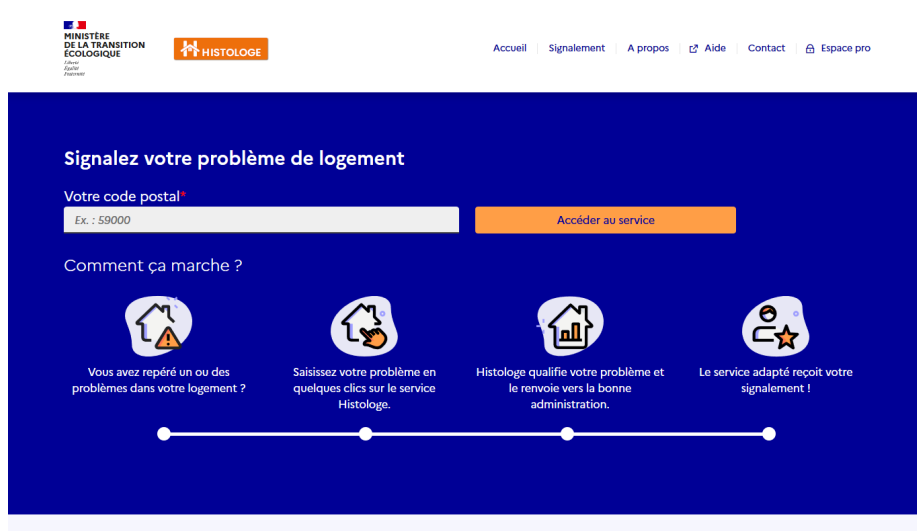 MINISTÈRE
DE LA TRANSITION
ÉCOLOGIQUE
Liberté
Égalité
Fraternité
HISTOLOGE
Accueil
Signalement
A propos
Aide
Contact
Espace pro
Signalez votre problème de logement
Votre code postal*
Ex. : 59000
Accéder au service
Comment ça marche ?
Vous avez repéré un ou des
problèmes dans votre logement ?
Saisissez votre problème en
quelques clics sur le service
Histologe.
Histologe qualifie votre problème et
le renvoie vers la bonne
administration.
Le service adapté reçoit votre
signalement !